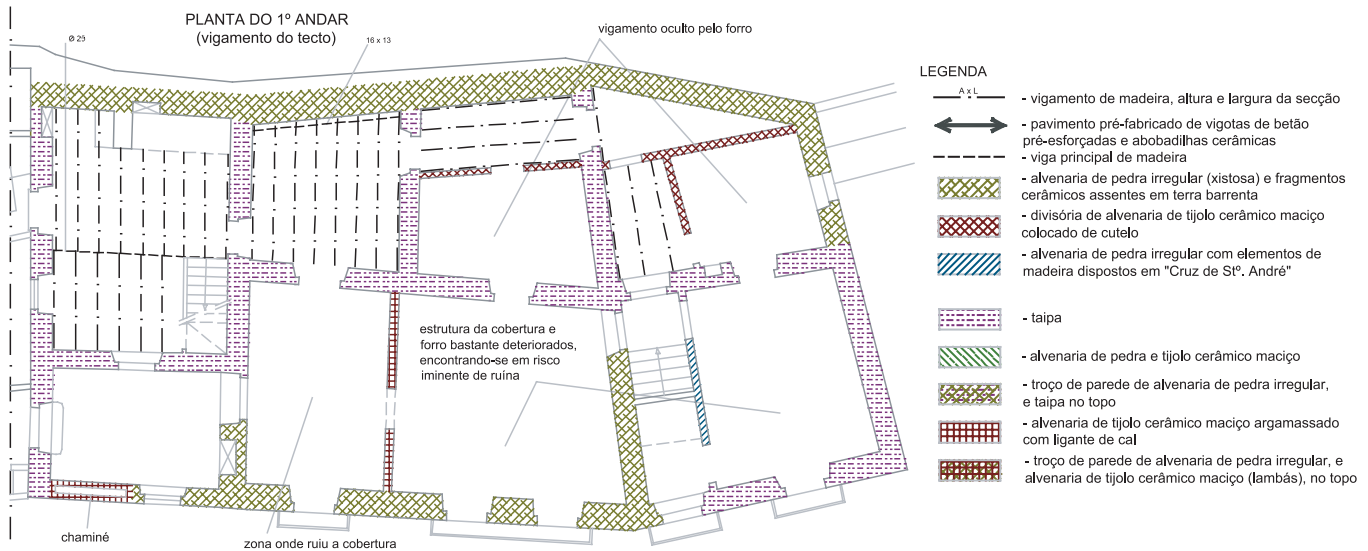 PLANTA DO 1º ANDAR
(vigamento do tecto)
Ø 29
16 x 13
vigamento oculto pelo forro
estrutura da cobertura e
forro bastante deteriorados,
encontrando-se em risco
iminente de ruína
chaminé
zona onde ruiu a cobertura
LEGENDA
A x L
- vigamento de madeira, altura e largura da secção
- pavimento pré-fabricado de vigotas de betão
pré-esforçadas e abobadilhas cerâmicas
- viga principal de madeira
- alvenaria de pedra irregular (xistosa) e fragmentos
cerâmicos assentes em terra barrenta
- divisória de alvenaria de tijolo cerâmico maciço
colocado de cutelo
- alvenaria de pedra irregular com elementos de
madeira dispostos em "Cruz de Stº. André"
- taipa
- alvenaria de pedra e tijolo cerâmico maciço
- troço de parede de alvenaria de pedra irregular,
e taipa no topo
- alvenaria de tijolo cerâmico maciço argamassado
com ligante de cal
- troço de parede de alvenaria de pedra irregular, e
alvenaria de tijolo cerâmico maciço (lambás), no topo